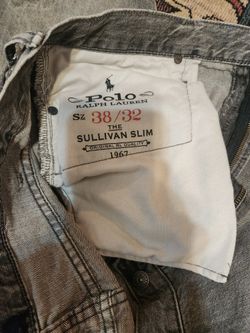 Polo
RALPH LAUREN
Sz 38/32
THE
SULLIVAN SLIM
ORIGINAL RL QUALITY
1967